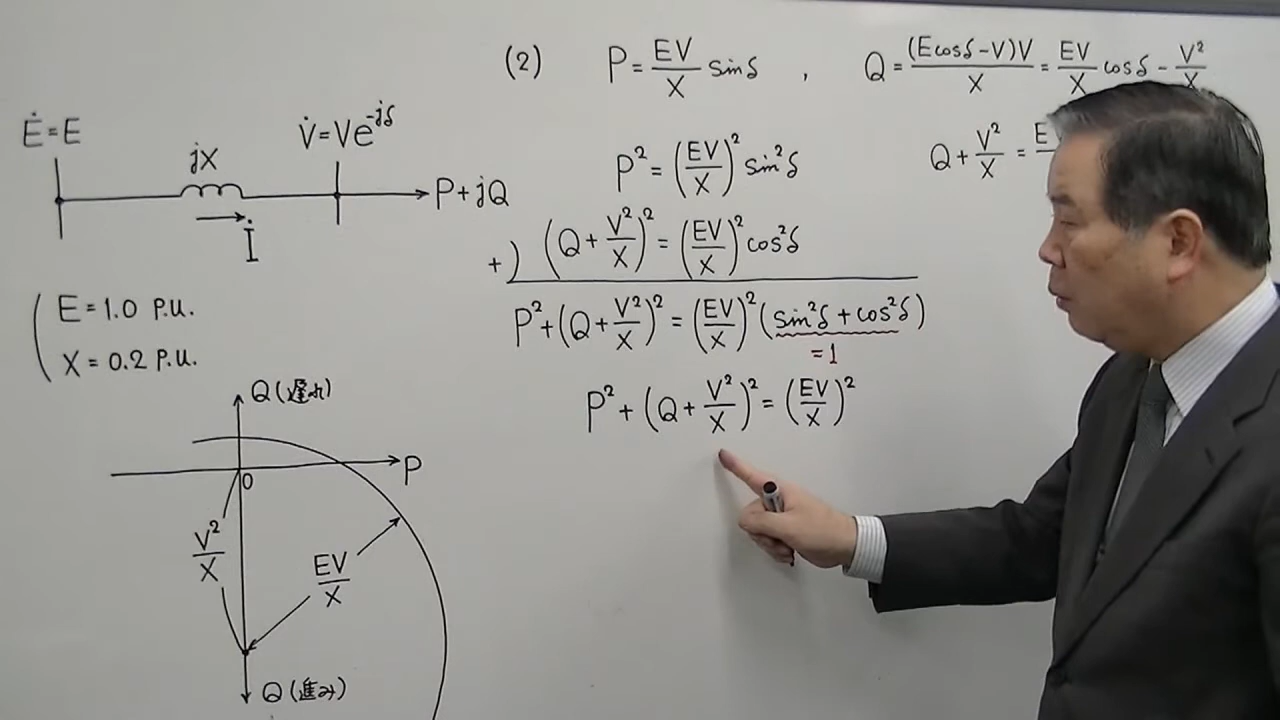 (2) P = EV/X sinδ , Q = (Ecosδ-V)V/X = EV/X cosδ - V²/X
Q + V²/X =
P² = (EV/X)² sin²δ
+) (Q + V²/X)² = (EV/X)² cos²δ
P² + (Q + V²/X)² = (EV/X)² (sin²δ + cos²δ)
=1
P² + (Q + V²/X)² = (EV/X)²
Ė = E
jX
V̇ = Ve^-jδ
P + jQ
İ
E = 1.0 P.U.
X = 0.2 P.U.
Q (遅れ)
P
0
V²/X
EV/X
Q (進み)